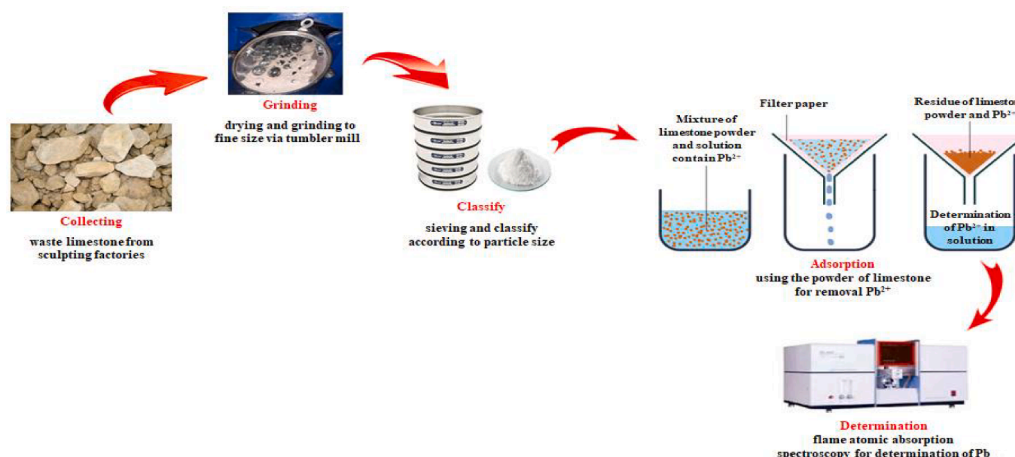 Collecting
waste limestone from
sculpting factories
Grinding
drying and grinding to
fine size via tumbler mill
Classify
sieving and classify
according to particle size
Mixture of
limestone powder
and solution
contain Pb²⁺
Filter paper
Residue of limestone
powder and Pb²⁺
Determination
of Pb²⁺ in
solution
Adsorption
using the powder of limestone
for removal Pb²⁺
Determination
flame atomic absorption
spectroscopy for determination of Pb